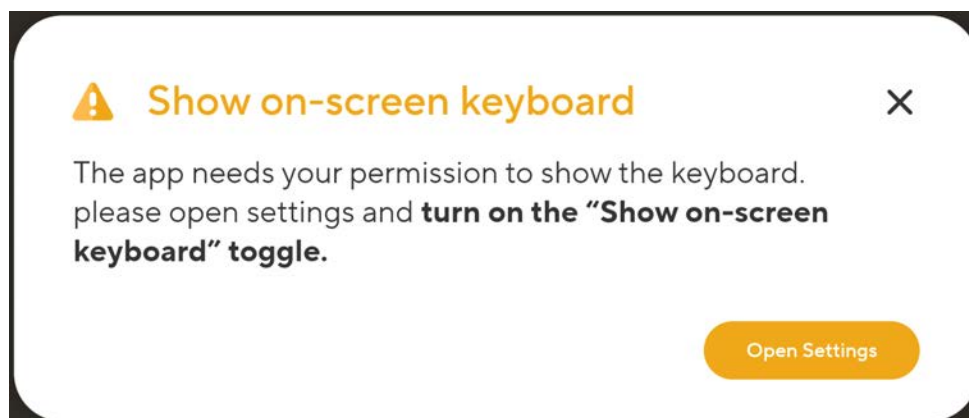 Show on-screen keyboard
The app needs your permission to show the keyboard.
please open settings and turn on the “Show on-screen
keyboard” toggle.
Open Settings